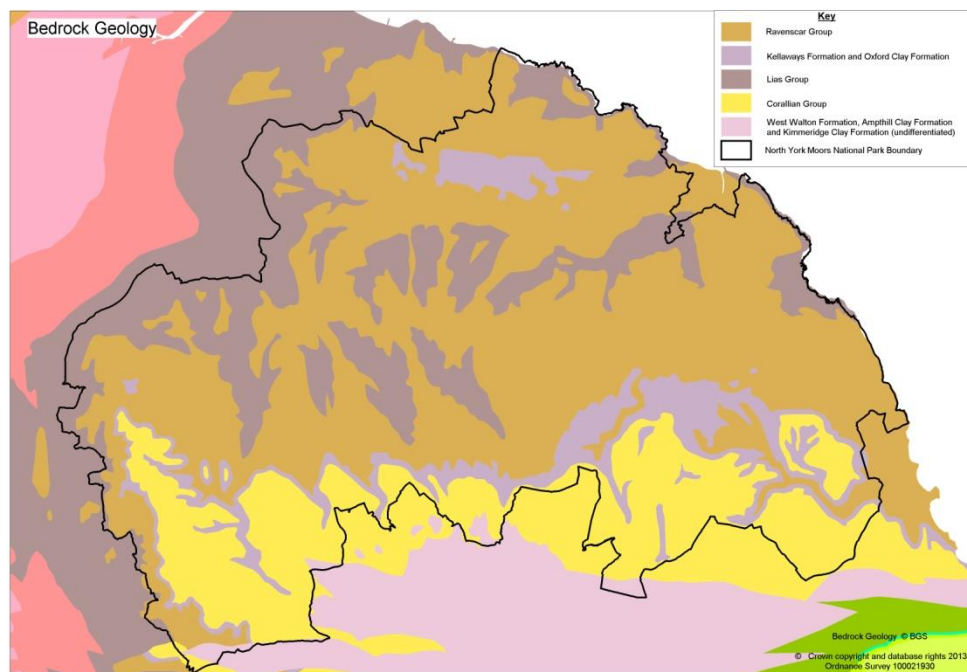 Bedrock Geology
Key
Ravenscar Group
Kellaways Formation and Oxford Clay Formation
Lias Group
Corallian Group
West Walton Formation, Ampthill Clay Formation
and Kimmeridge Clay Formation (undifferentiated)
North York Moors National Park Boundary
Bedrock Geology © BGS
© Crown copyright and database rights 2013
Ordnance Survey 100021930